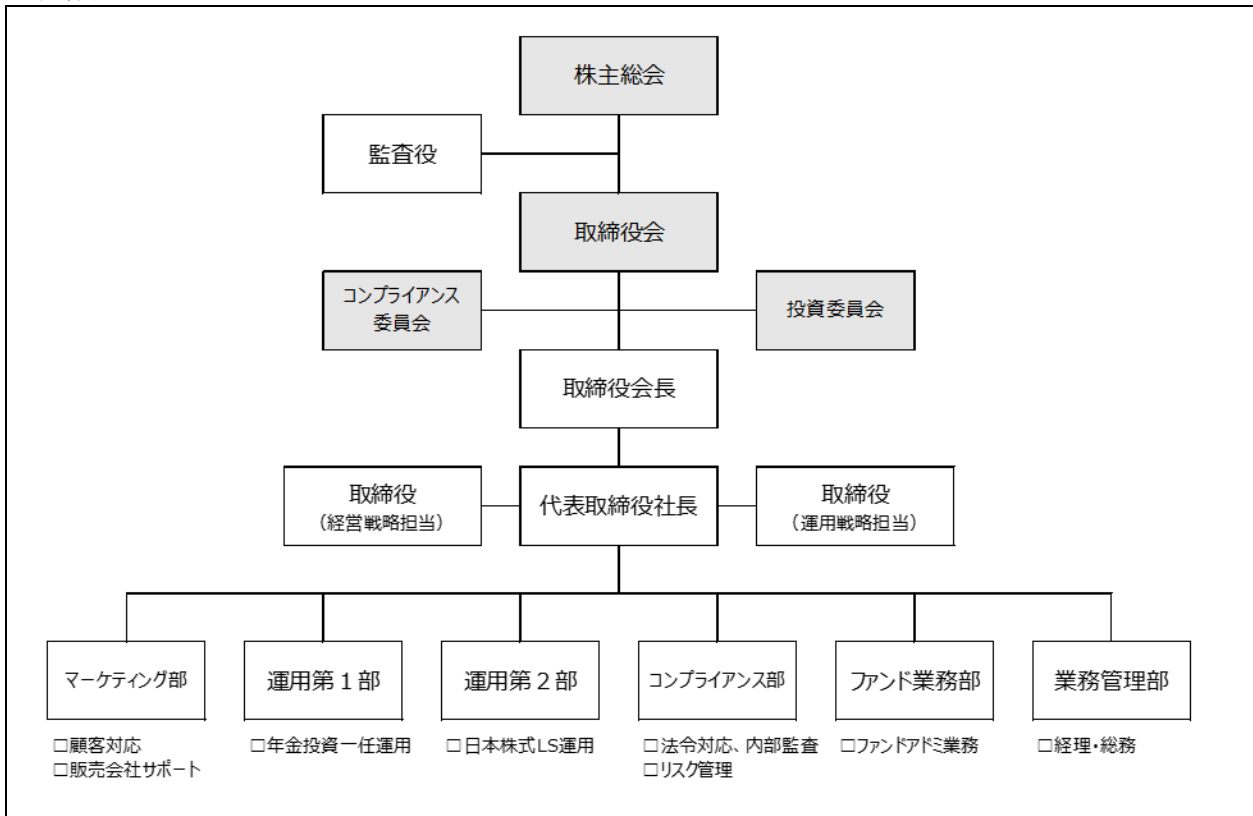 株主総会
監査役
取締役会
コンプライアンス
委員会
投資委員会
取締役会長
取締役
（経営戦略担当）
代表取締役社長
取締役
（運用戦略担当）
マーケティング部
運用第１部
運用第２部
コンプライアンス部
ファンド業務部
業務管理部
□顧客対応
□販売会社サポート
□年金投資一任運用
□日本株式LS運用
□法令対応、内部監査
□リスク管理
□ファンドアドミ業務
□経理・総務